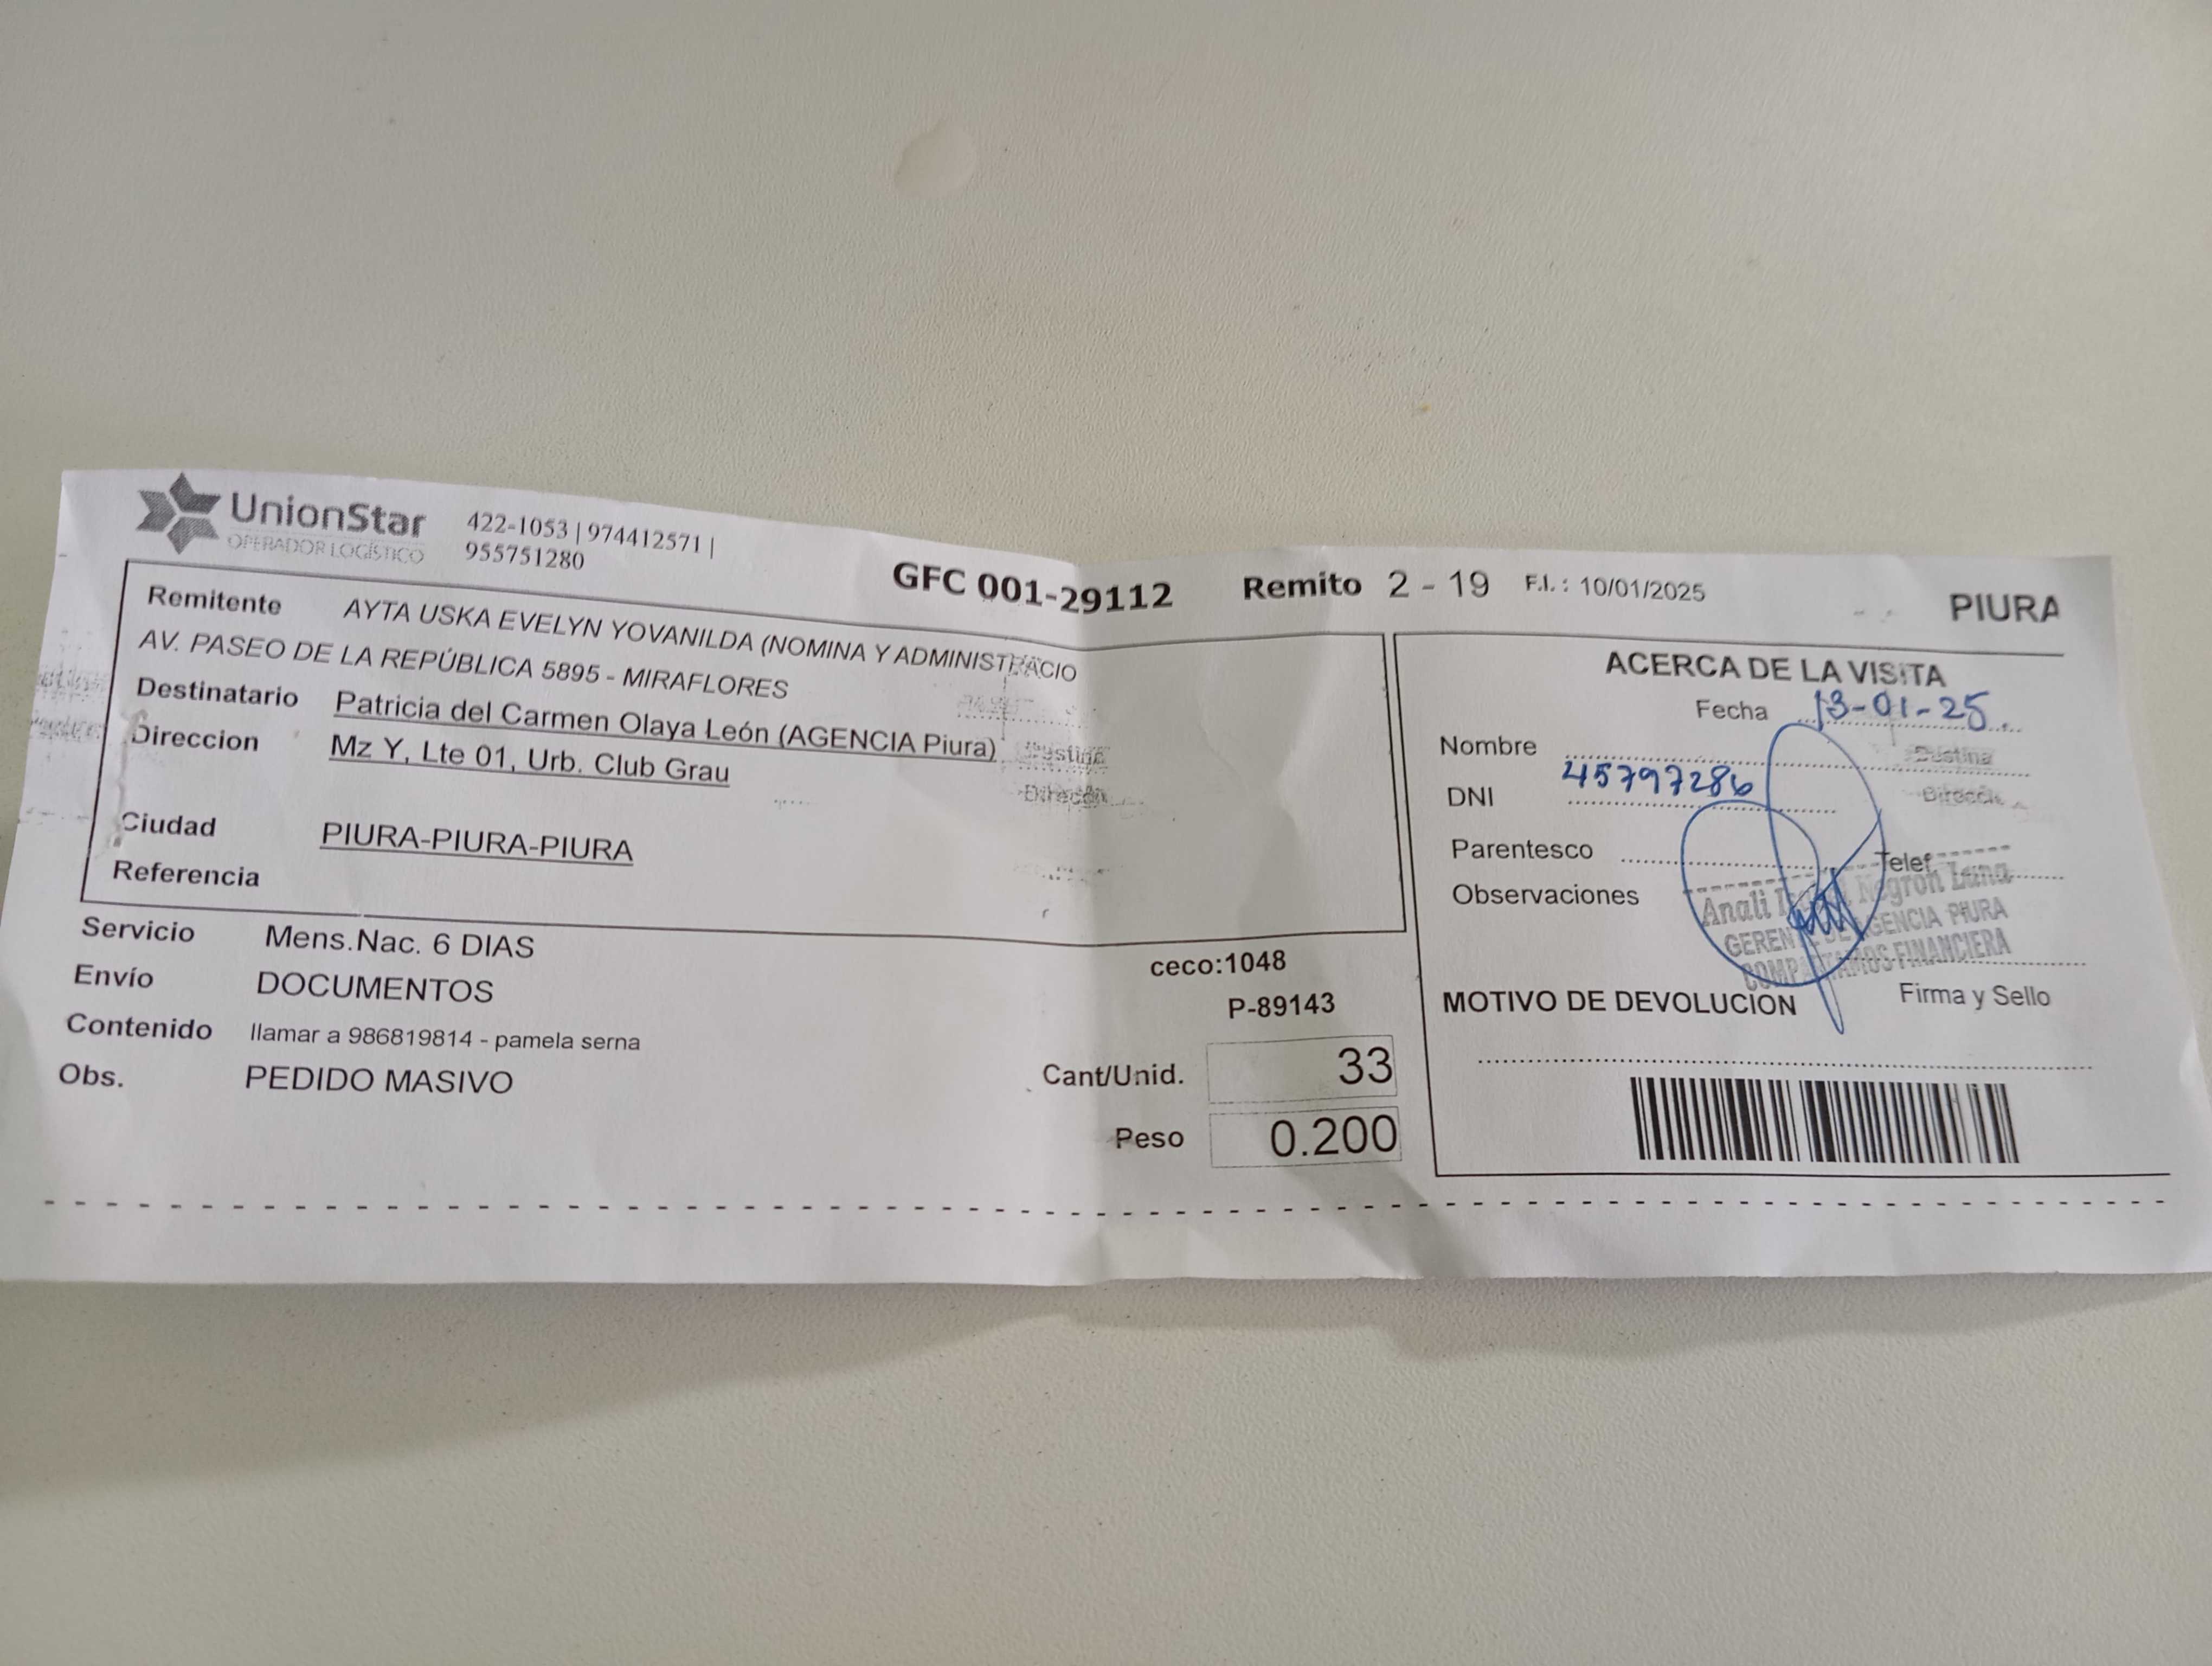 UnionStar
OPERADOR LOGÍSTICO
422-1053 | 974412571 |
955751280
GFC 001-29112
Remito 2 - 19
F.I. : 10/01/2025
PIURA
Remitente AYTA USKA EVELYN YOVANILDA (NOMINA Y ADMINISTRACIO
AV. PASEO DE LA REPÚBLICA 5895 - MIRAFLORES
Destinatario Patricia del Carmen Olaya León (AGENCIA Piura)
Direccion Mz Y, Lte 01, Urb. Club Grau
Ciudad PIURA-PIURA-PIURA
Referencia
Servicio Mens.Nac. 6 DIAS
Envío DOCUMENTOS
Contenido llamar a 986819814 - pamela serna
Obs. PEDIDO MASIVO
ceco:1048
P-89143
Cant/Unid. 33
Peso 0.200
ACERCA DE LA VISITA
Fecha 13-01-25.
Nombre
DNI 45797286
Parentesco
Telef
Observaciones
Anali Negron Luna
AGENCIA PIURA
FINANCIERA
Firma y Sello
MOTIVO DE DEVOLUCION